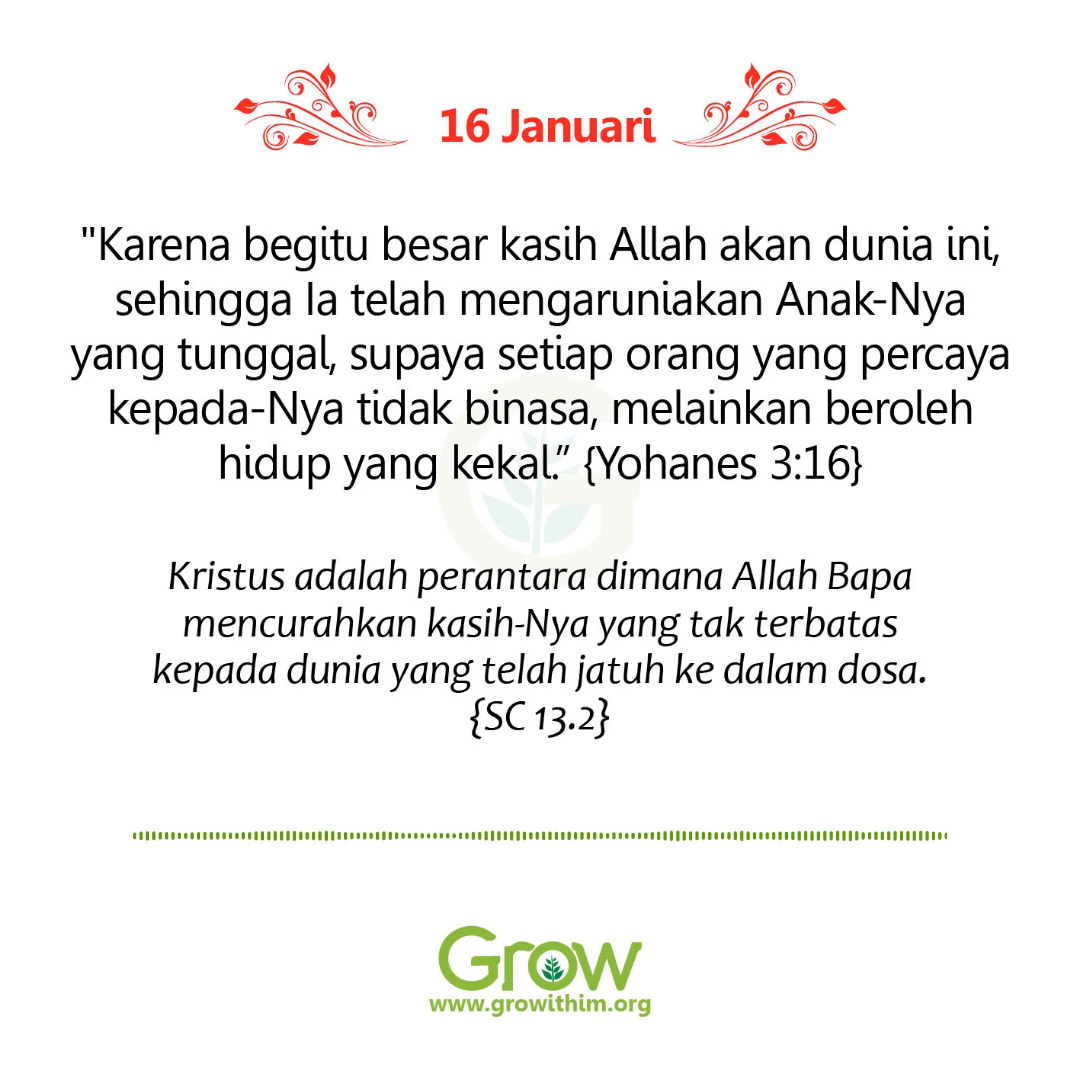 16 Januari
"Karena begitu besar kasih Allah akan dunia ini,
sehingga Ia telah mengaruniakan Anak-Nya
yang tunggal, supaya setiap orang yang percaya
kepada-Nya tidak binasa, melainkan beroleh
hidup yang kekal.” {Yohanes 3:16}
Kristus adalah perantara dimana Allah Bapa
mencurahkan kasih-Nya yang tak terbatas
kepada dunia yang telah jatuh ke dalam dosa.
{SC 13.2}
Grow
www.growithim.org